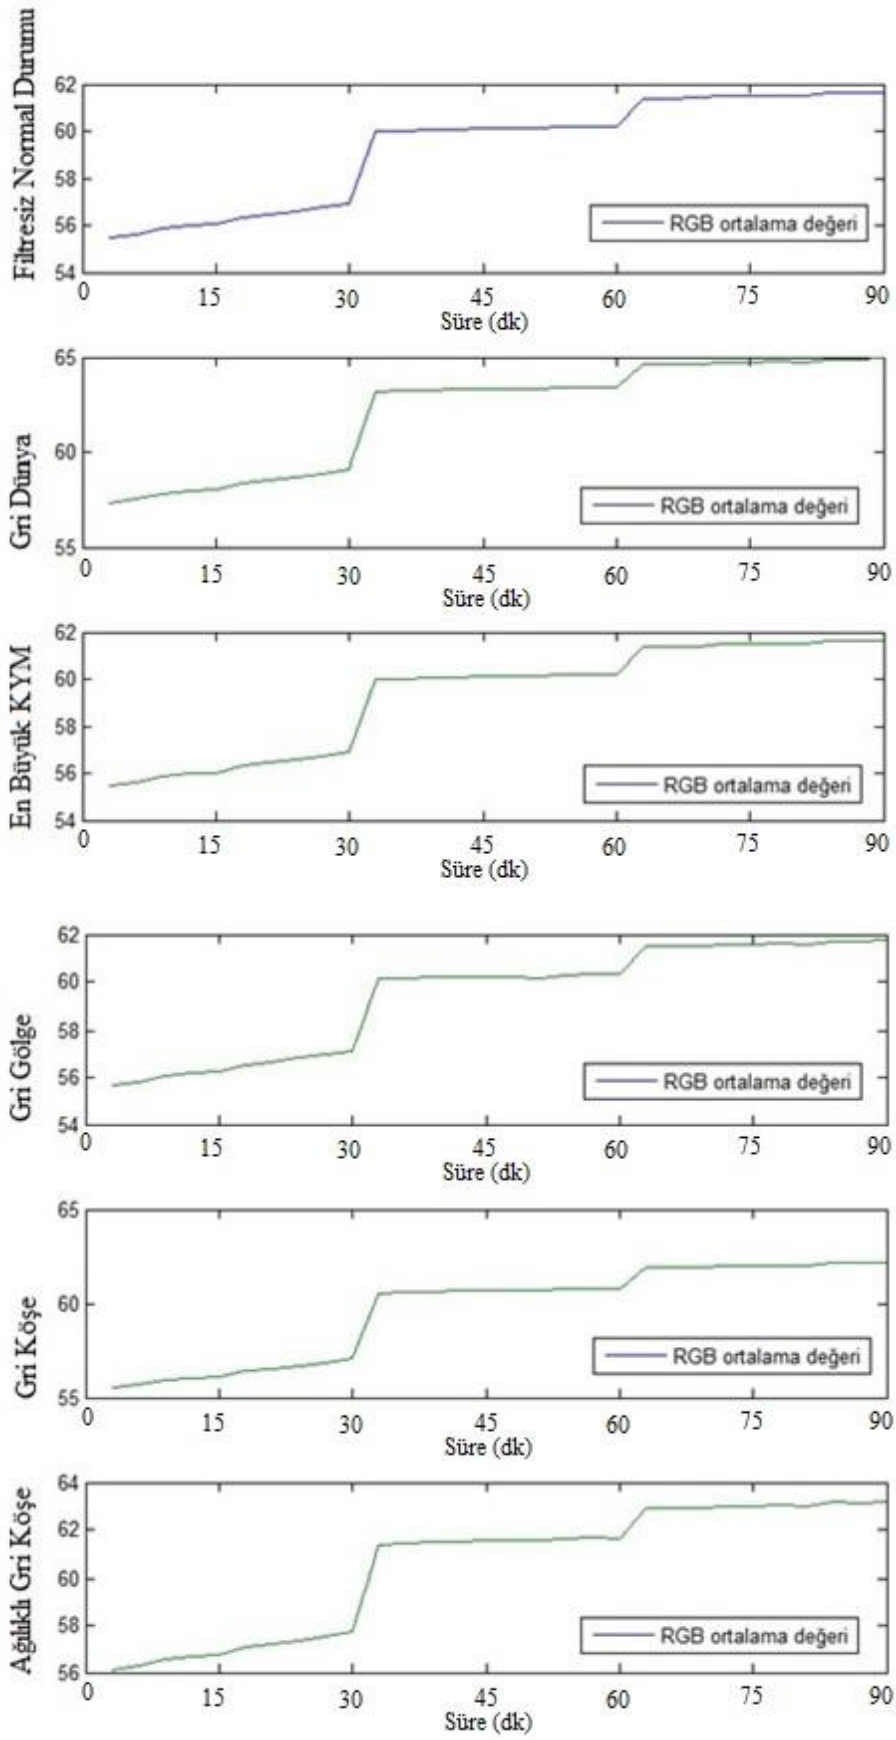 Filtresiz Normal Durumu
62
60
58
56
54
RGB ortalama değeri
0 15 30 45 60 75 90
Süre (dk)
Gri Dünya
65
60
55
RGB ortalama değeri
0 15 30 45 60 75 90
Süre (dk)
En Büyük KYM
62
60
58
56
54
RGB ortalama değeri
0 15 30 45 60 75 90
Süre (dk)
Gri Gölge
62
60
58
56
54
RGB ortalama değeri
0 15 30 45 60 75 90
Süre (dk)
Gri Köşe
65
60
55
RGB ortalama değeri
0 15 30 45 60 75 90
Süre (dk)
Ağılıklı Gri Köşe
64
62
60
58
56
RGB ortalama değeri
0 15 30 45 60 75 90
Süre (dk)